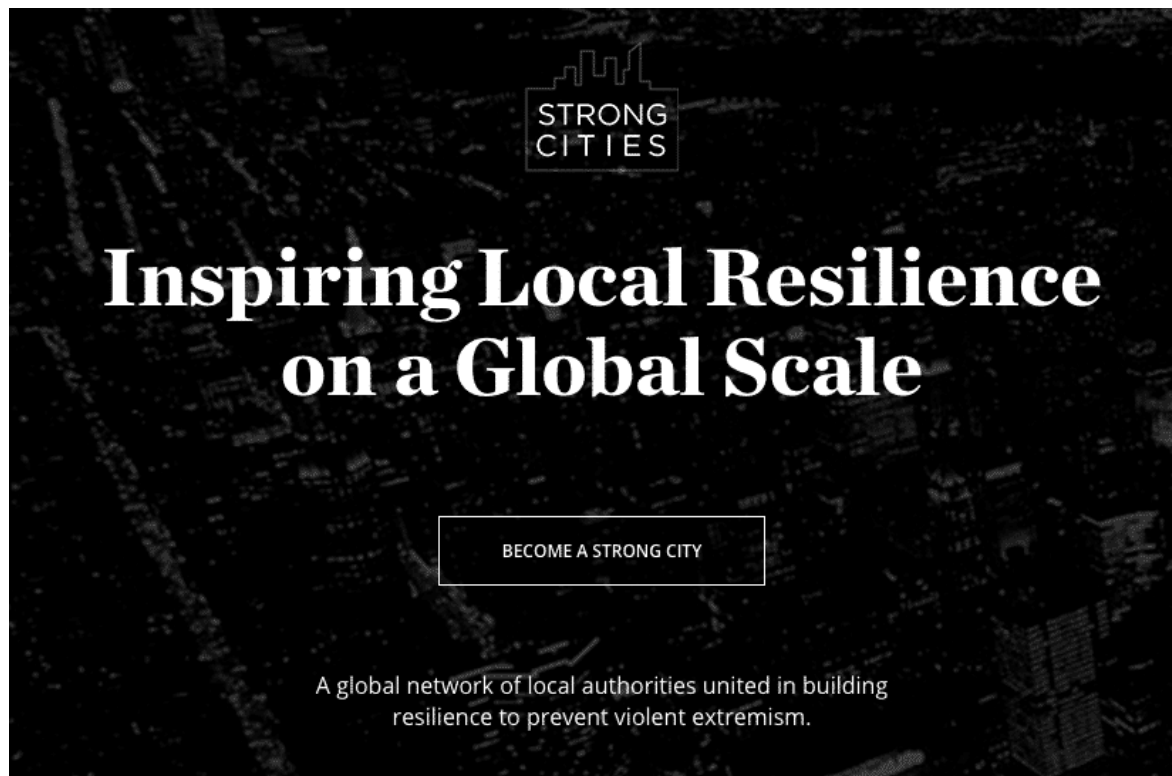 STRONG
CITIES
Inspiring Local Resilience
on a Global Scale
BECOME A STRONG CITY
A global network of local authorities united in building
resilience to prevent violent extremism.